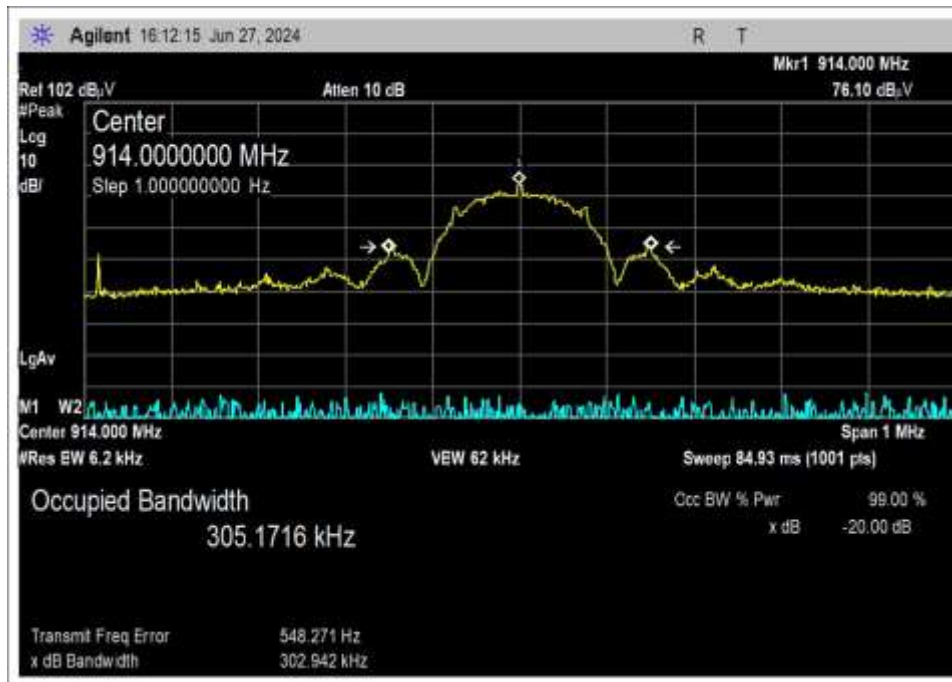 Agilent 16:12:15 Jun 27, 2024 R T
Mkr1 914.000 MHz
Ref 102 dBµV Atten 10 dB 76.10 dBµV
#Peak
Log
10
dB/
Center
914.0000000 MHz
Step 1.000000000 Hz
1
LgAv
M1 W2
Center 914.000 MHz Span 1 MHz
#Res BW 6.2 kHz VBW 62 kHz Sweep 84.93 ms (1001 pts)
Occupied Bandwidth Occ BW % Pwr 99.00 %
305.1716 kHz x dB -20.00 dB
Transmit Freq Error 548.271 Hz
x dB Bandwidth 302.942 kHz